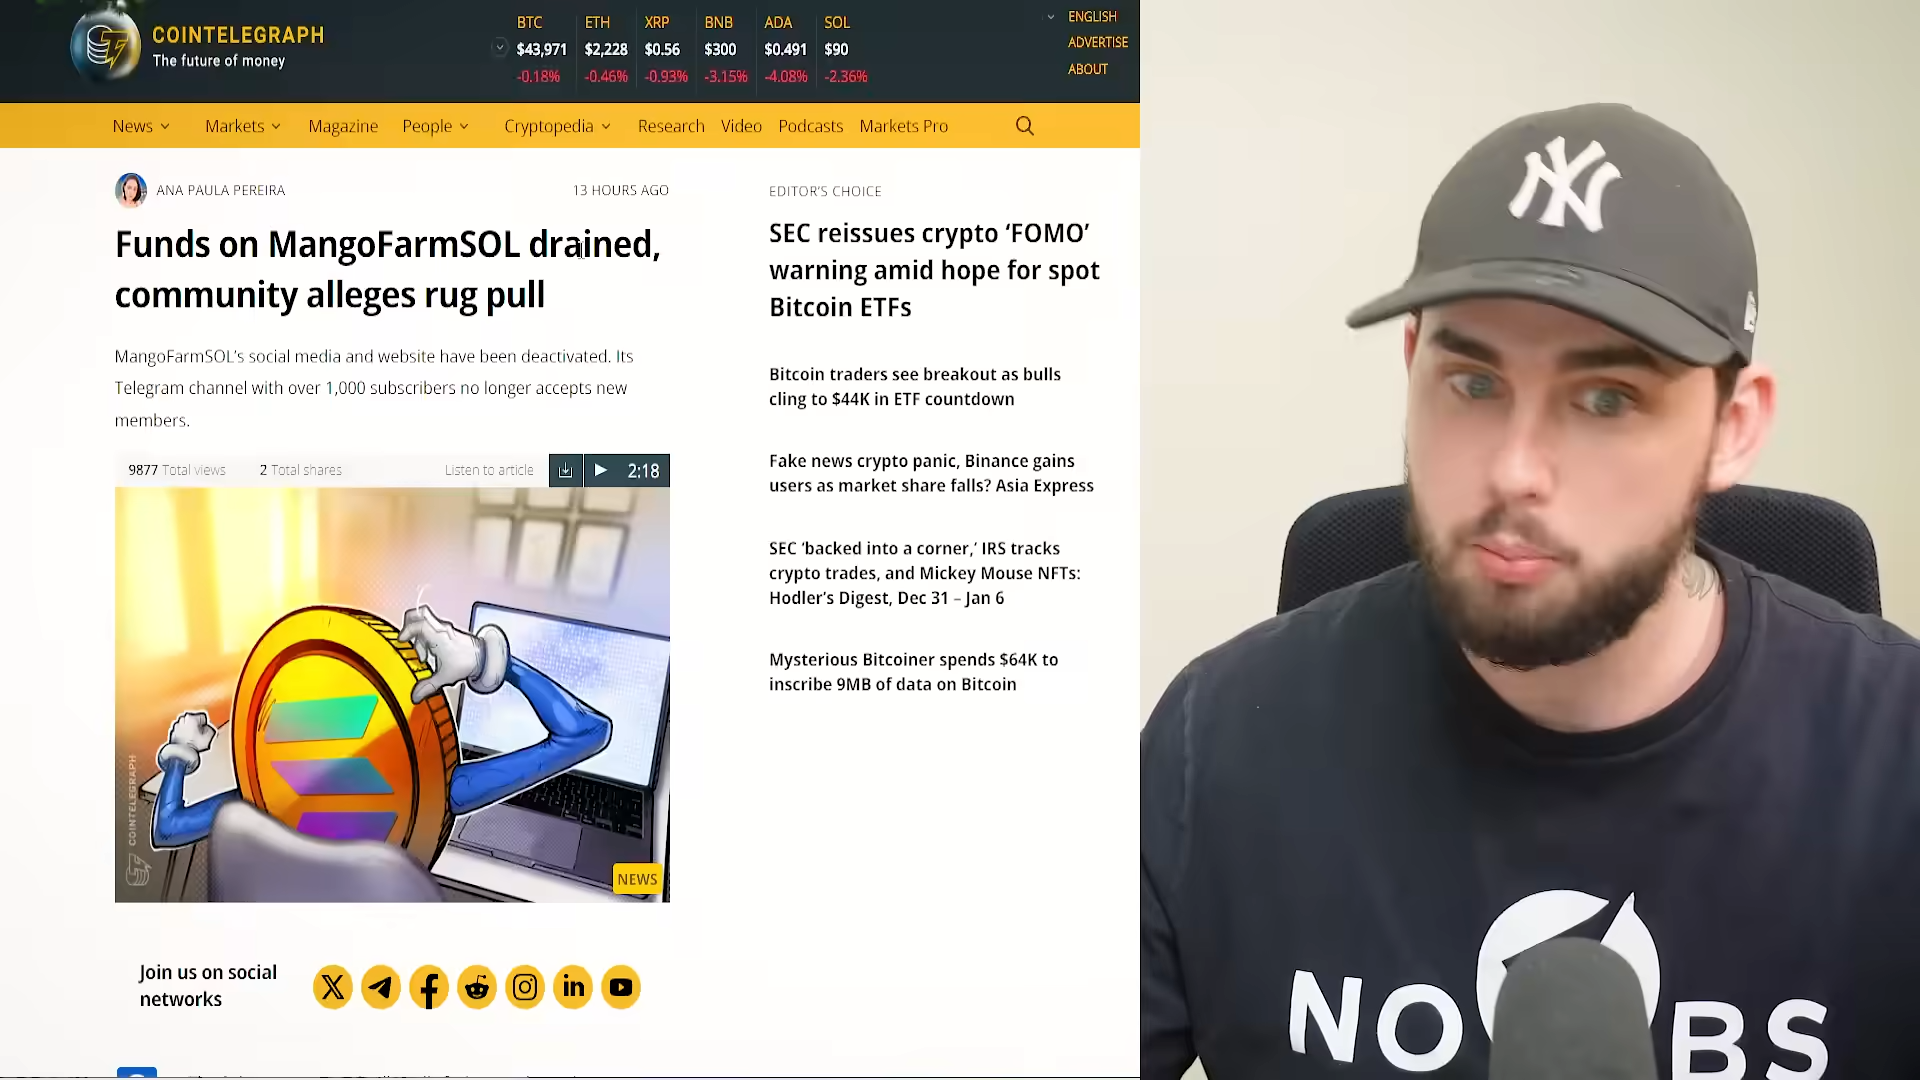 COINTELEGRAPH
The future of money
BTC ETH XRP BNB ADA SOL
$43,971 $2,228 $0.56 $300 $0.491 $90
-0.18% -0.46% -0.93% -3.15% -4.08% -2.36%
ENGLISH
ADVERTISE
ABOUT
News Markets Magazine People Cryptopedia Research Video Podcasts Markets Pro
ANA PAULA PEREIRA 13 HOURS AGO
Funds on MangoFarmSOL drained,
community alleges rug pull
MangoFarmSOL's social media and website have been deactivated. Its
Telegram channel with over 1,000 subscribers no longer accepts new
members.
9877 Total views 2 Total shares Listen to article 2:18
COINTELEGRAPH
NEWS
Join us on social
networks
EDITOR'S CHOICE
SEC reissues crypto ‘FOMO’
warning amid hope for spot
Bitcoin ETFs
Bitcoin traders see breakout as bulls
cling to $44K in ETF countdown
Fake news crypto panic, Binance gains
users as market share falls? Asia Express
SEC ‘backed into a corner,’ IRS tracks
crypto trades, and Mickey Mouse NFTs:
Hodler's Digest, Dec 31 – Jan 6
Mysterious Bitcoiner spends $64K to
inscribe 9MB of data on Bitcoin
NY
NO BS